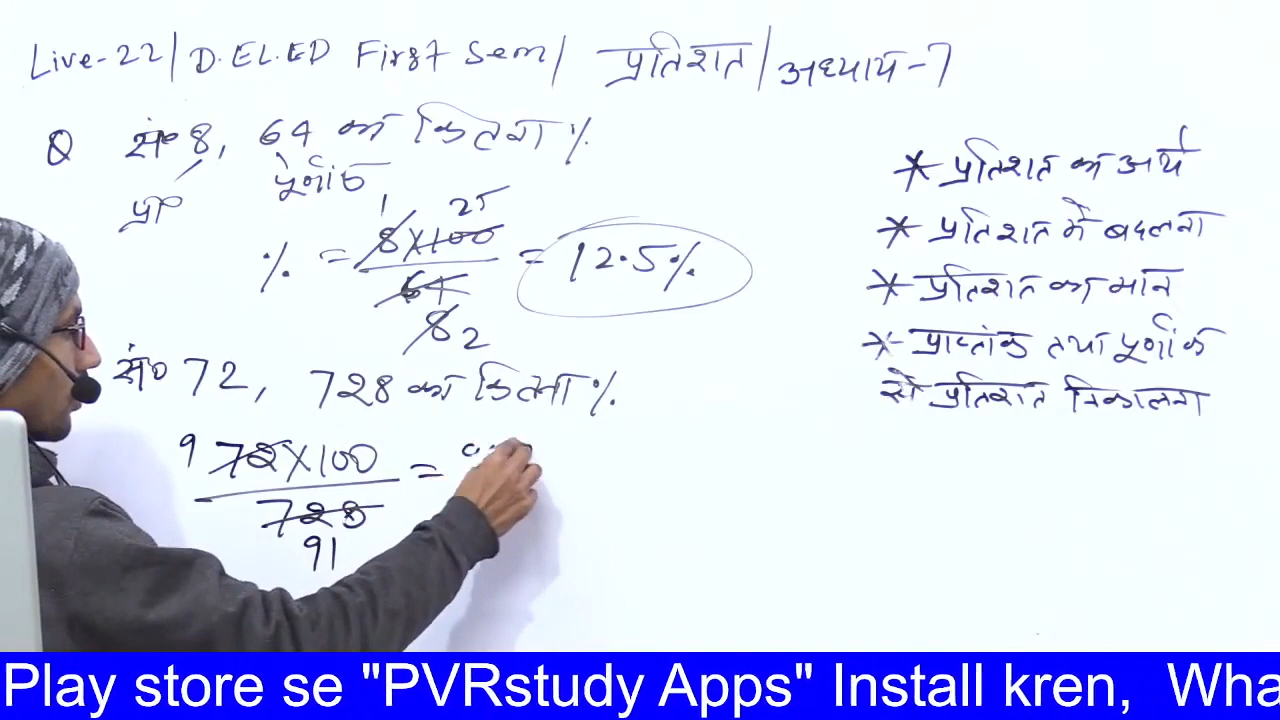 Live-22/ D.EL.ED First Sem/ प्रतिशत/अध्याय-7
Q सं० 8, 64 का कितना %
पूर्णांक
प्रा
% = 8×100 / 64 = 12.5%
1 25
8 2
सं० 72, 728 का कितना %
9 72×100 / 728 =
91
* प्रतिशत का अर्थ
* प्रतिशत में बदलना
* प्रतिशत का मान
* प्राप्तांक तथा पूर्णांक
से प्रतिशत निकालना
Play store se "PVRstudy Apps" Install kren, Wha